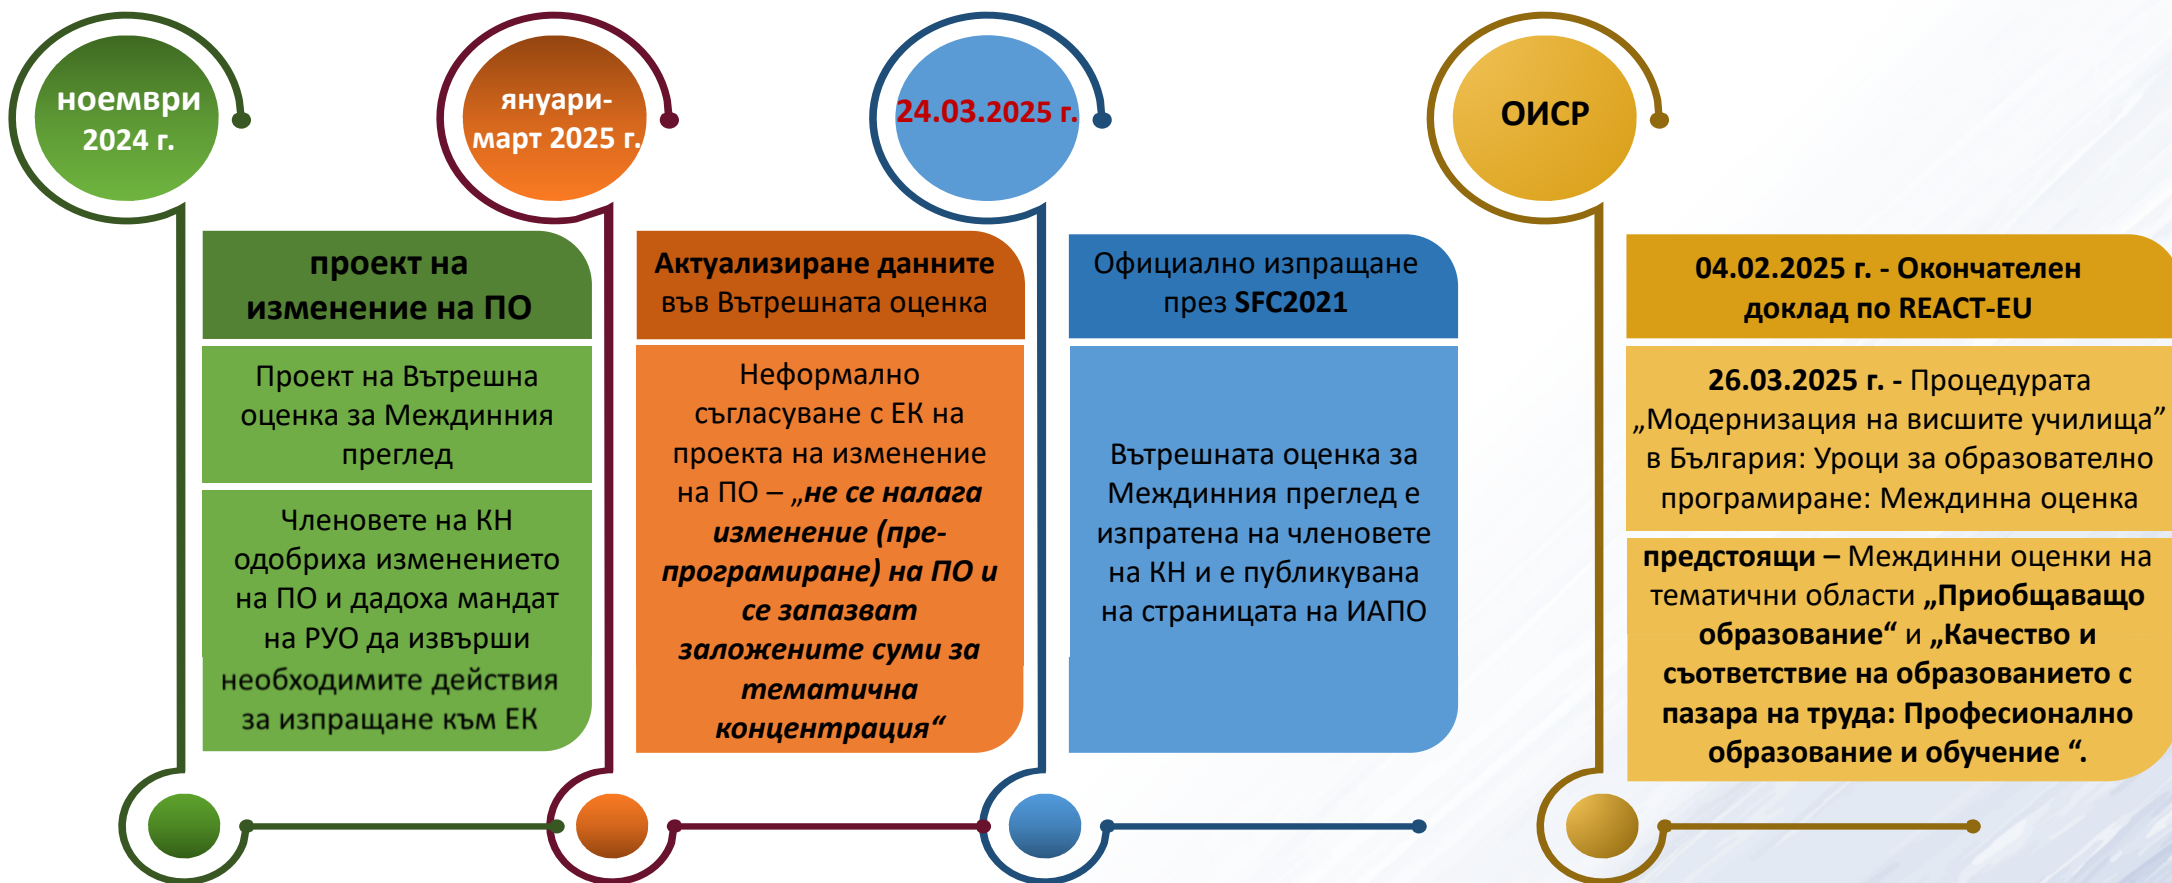 ноември
2024 г.
проект на
изменение на ПО
Проект на Вътрешна
оценка за Междинния
преглед
Членовете на КН
одобриха изменението
на ПО и дадоха мандат
на РУО да извърши
необходимите действия
за изпращане към ЕК
януари-
март 2025 г.
Актуализиране данните
във Вътрешната оценка
Неформално
съгласуване с ЕК на
проекта на изменение
на ПО – „не се налага
изменение (пре-
програмиране) на ПО и
се запазват
заложените суми за
тематична
концентрация“
24.03.2025 г.
Официално изпращане
през SFC2021
Вътрешната оценка за
Междинния преглед е
изпратена на членовете
на КН и е публикувана
на страницата на ИАПО
ОИСР
04.02.2025 г. - Окончателен
доклад по REACT-EU
26.03.2025 г. - Процедурата
„Модернизация на висшите училища”
в България: Уроци за образователно
програмиране: Междинна оценка
предстоящи – Междинни оценки на
тематични области „Приобщаващо
образование“ и „Качество и
съответствие на образованието с
пазара на труда: Професионално
образование и обучение “.